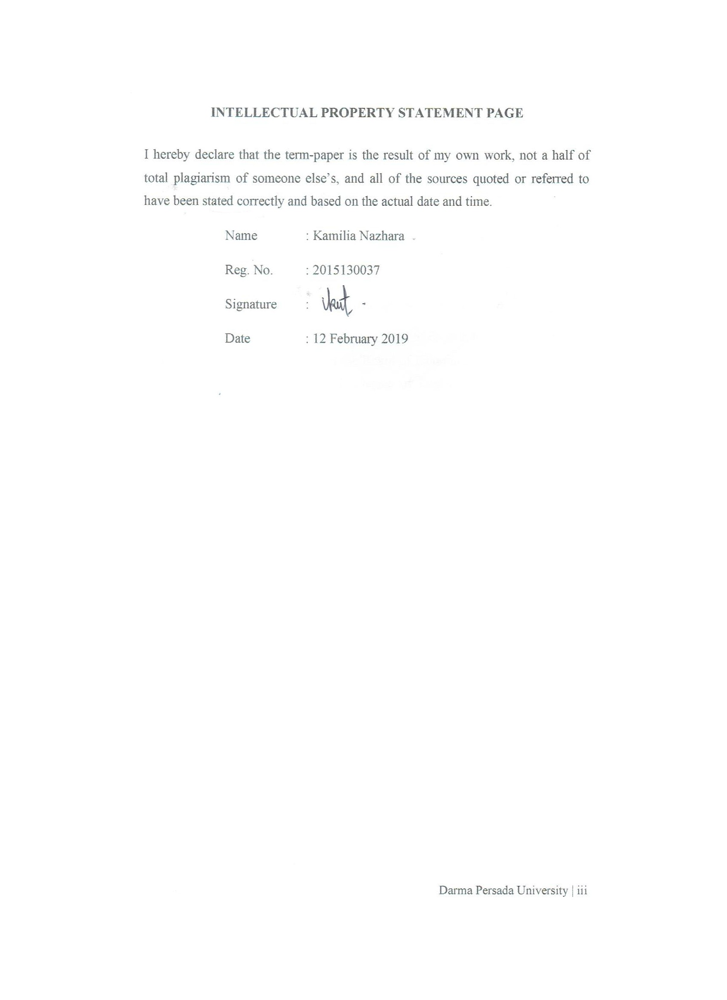 INTELLECTUAL PROPERTY STATEMENT PAGE
I hereby declare that the term-paper is the result of my own work, not a half of
total plagiarism of someone else's, and all of the sources quoted or referred to
have been stated correctly and based on the actual date and time.
Name : Kamilia Nazhara
Reg. No. : 2015130037
Signature :
Date : 12 February 2019
Darma Persada University | iii